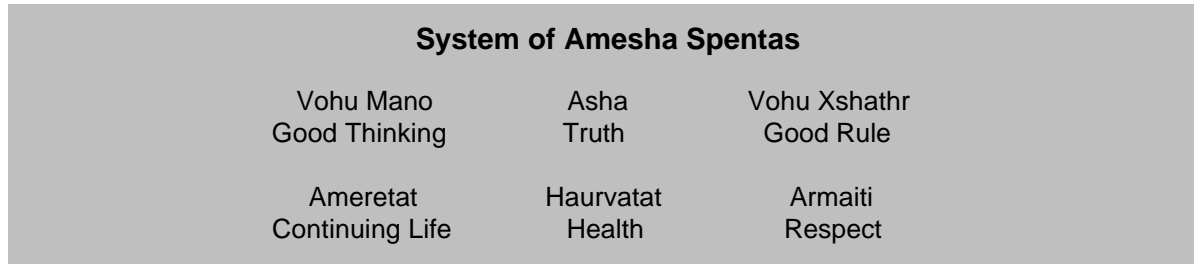 System of Amesha Spentas
Vohu Mano Asha Vohu Xshathr
Good Thinking Truth Good Rule
Ameretat Haurvatat Armaiti
Continuing Life Health Respect